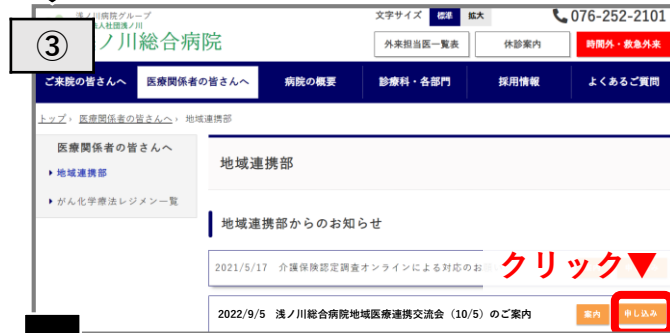 浅ノ川病院グループ
文字サイズ 標準 拡大 076-252-2101
③
ノ川総合病院
外来担当医一覧表 休診案内 時間外・救急外来
ご来院の皆さんへ 医療関係者の皆さんへ 病院の概要 診療科・各部門 採用情報 よくあるご質問
トップ › 医療関係者の皆さんへ › 地域連携部
医療関係者の皆さんへ
地域連携部
がん化学療法レジメン一覧
地域連携部
地域連携部からのお知らせ
2021/5/17 介護保険認定調査オンラインによる対応のお
クリック▼
2022/9/5 浅ノ川総合病院地域医療連携交流会（10/5）のご案内 案内 申し込み